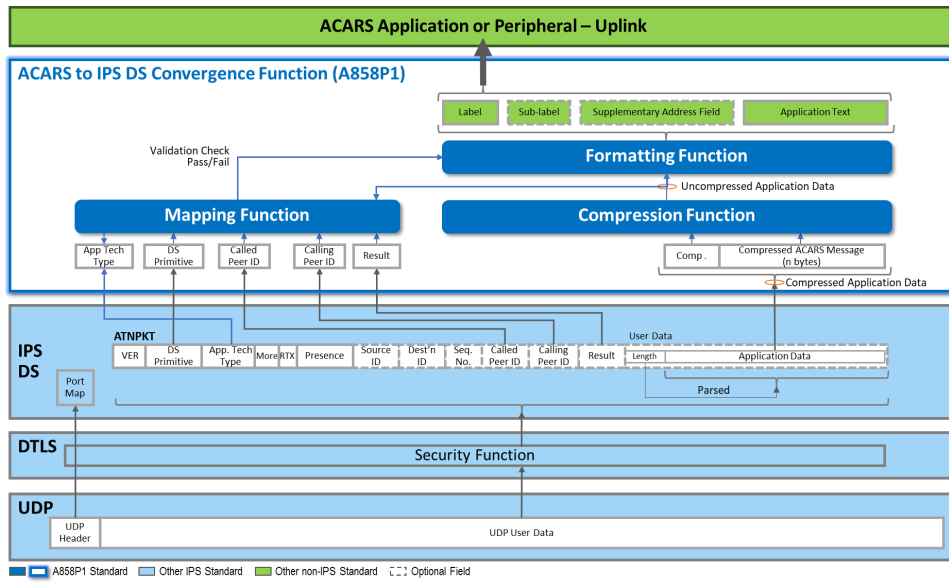 ACARS Application or Peripheral – Uplink
ACARS to IPS DS Convergence Function (A858P1)
Label
Sub-label
Supplementary Address Field
Application Text
Validation Check
Pass/Fail
Formatting Function
Uncompressed Application Data
Mapping Function
Compression Function
App Tech
Type
DS
Primitive
Called
Peer ID
Calling
Peer ID
Result
Comp .
Compressed ACARS Message
(n bytes)
Compressed Application Data
IPS
DS
ATNPKT
User Data
VER
DS
Primitive
App. Tech
Type
More
RTX
Presence
Source
ID
Dest'n
ID
Seq.
No.
Called
Peer ID
Calling
Peer ID
Result
Length
Application Data
Port
Map
Parsed
DTLS
Security Function
UDP
UDP
Header
UDP User Data
A858P1 Standard
Other IPS Standard
Other non-IPS Standard
Optional Field